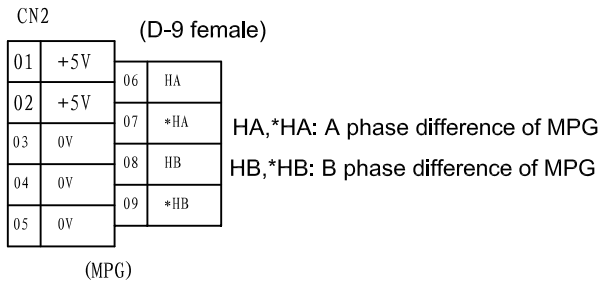 CN2
(D-9 female)
01 +5V
06 HA
02 +5V
07 *HA
HA,*HA: A phase difference of MPG
03 0V
08 HB
HB,*HB: B phase difference of MPG
04 0V
09 *HB
05 0V
(MPG)